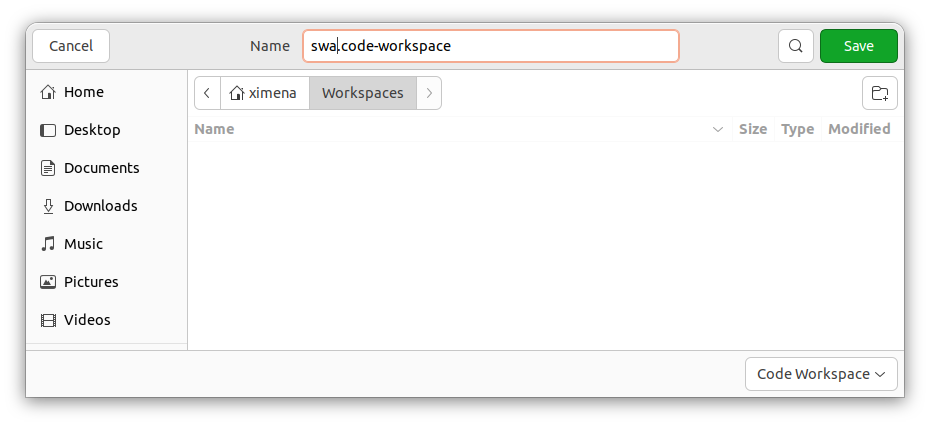 Cancel Name swa.code-workspace Save
Home
Desktop
Documents
Downloads
Music
Pictures
Videos
ximena Workspaces
Name Size Type Modified
Code Workspace